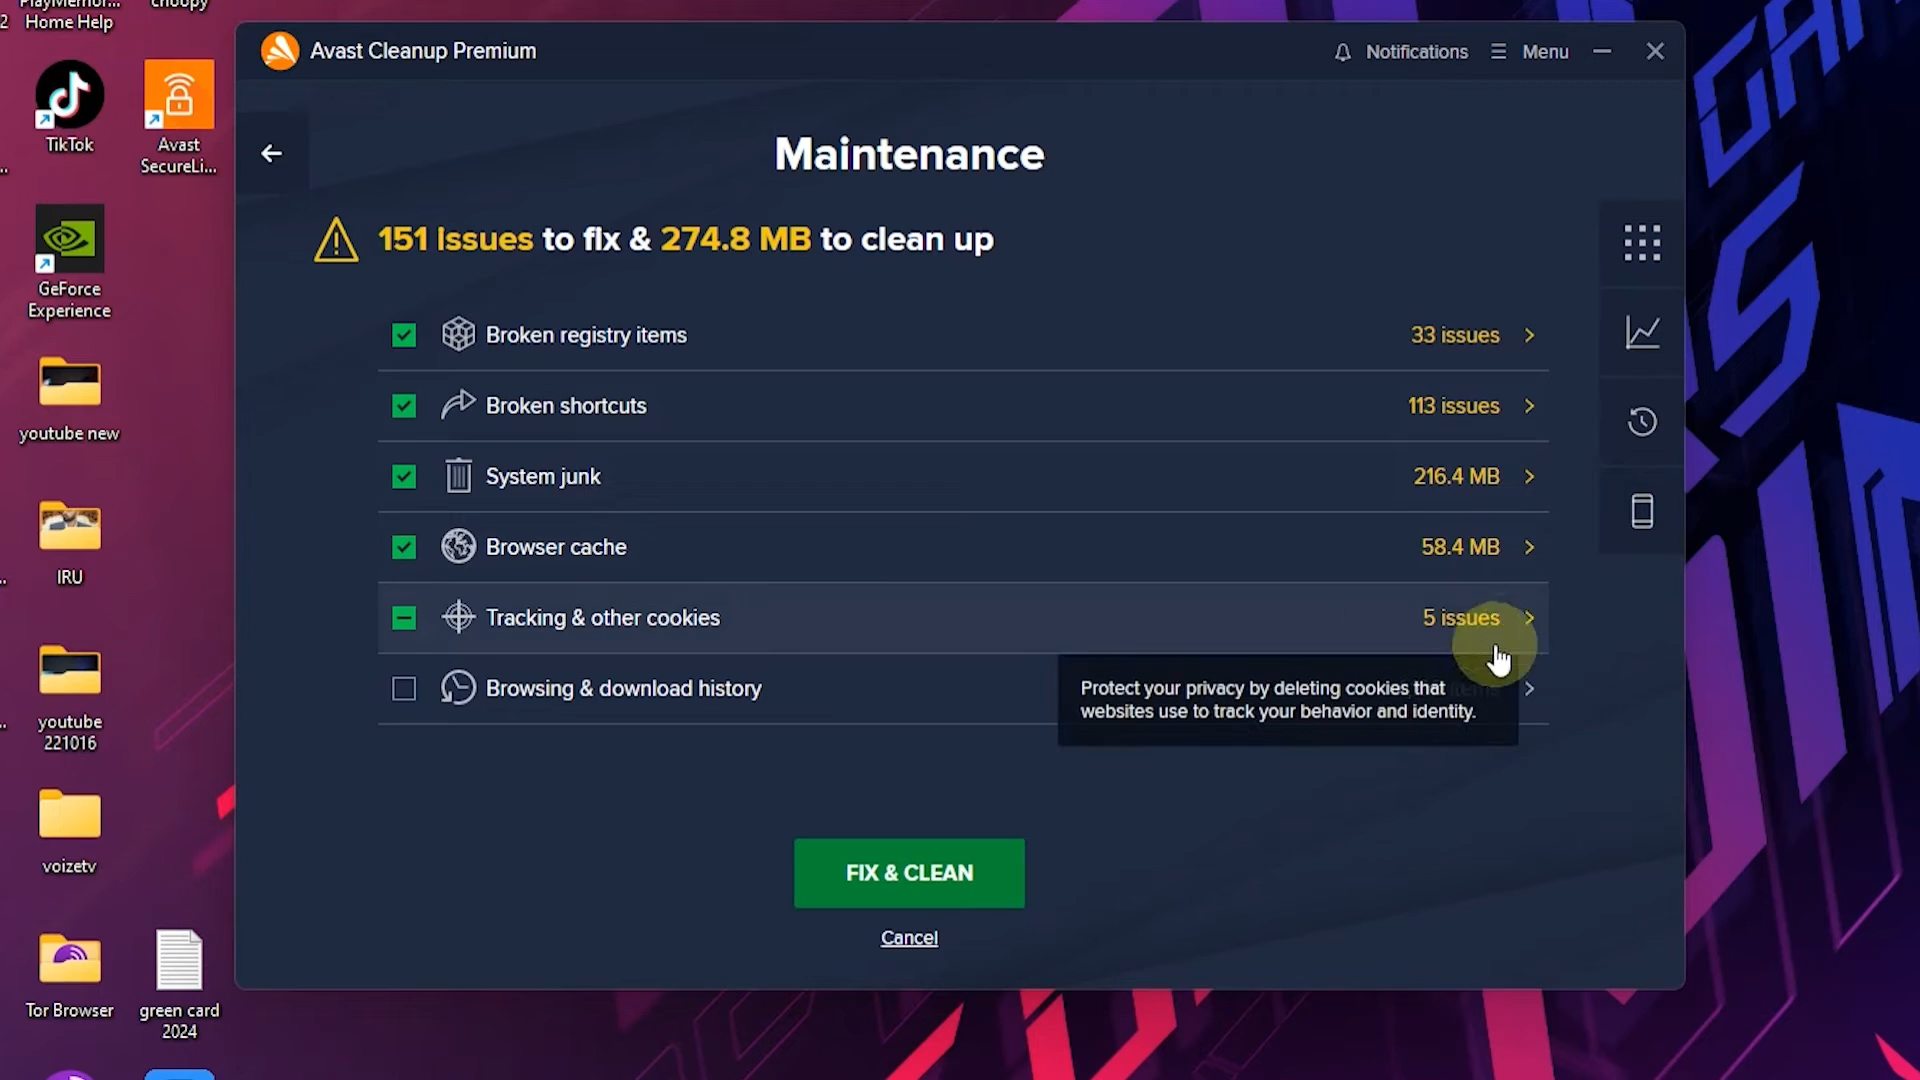 PlayMemor...
Home Help
choopy
TikTok
Avast
SecureLi...
GeForce
Experience
youtube new
IRU
youtube
221016
voizetv
Tor Browser
green card
2024
Avast Cleanup Premium
Notifications
Menu
Maintenance
151 issues to fix & 274.8 MB to clean up
Broken registry items
33 issues
Broken shortcuts
113 issues
System junk
216.4 MB
Browser cache
58.4 MB
Tracking & other cookies
5 issues
Browsing & download history
Protect your privacy by deleting cookies that
websites use to track your behavior and identity.
FIX & CLEAN
Cancel